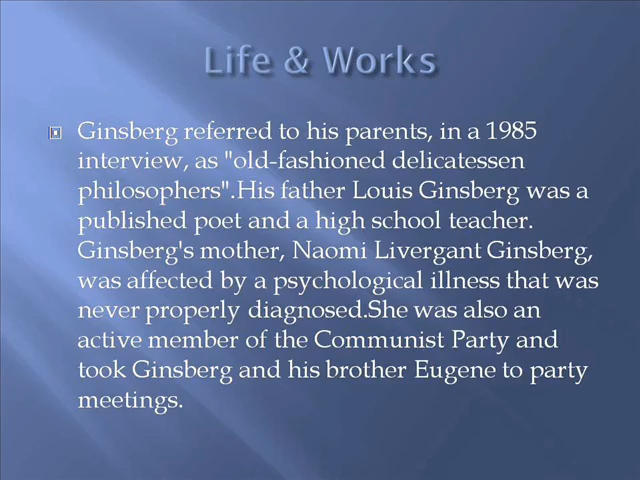 Life & Works
Ginsberg referred to his parents, in a 1985
interview, as "old-fashioned delicatessen
philosophers".His father Louis Ginsberg was a
published poet and a high school teacher.
Ginsberg's mother, Naomi Livergant Ginsberg,
was affected by a psychological illness that was
never properly diagnosed.She was also an
active member of the Communist Party and
took Ginsberg and his brother Eugene to party
meetings.